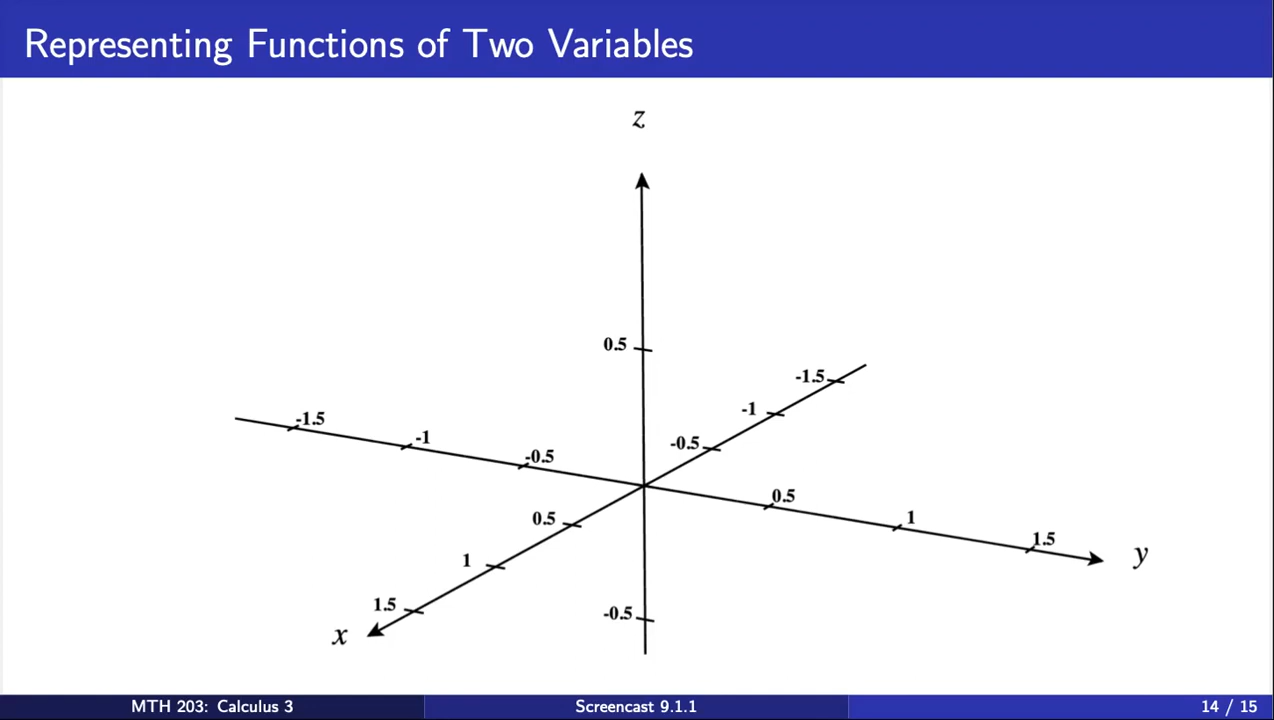 Representing Functions of Two Variables
z
0.5
-1.5
-1
-1.5
-1
-0.5
-0.5
0.5
0.5
1
1
1.5
y
1.5
-0.5
x
MTH 203: Calculus 3
Screencast 9.1.1
14 / 15